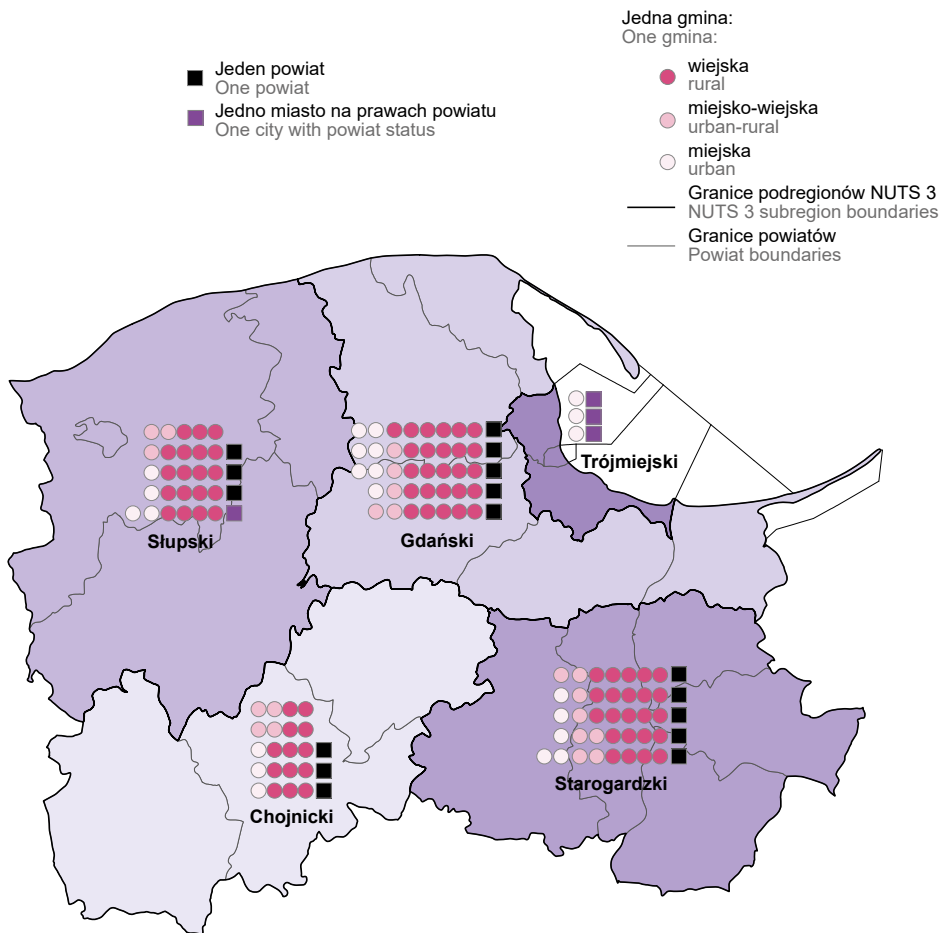 Jedna gmina:
One gmina:
Jeden powiat
One powiat
Jedno miasto na prawach powiatu
One city with powiat status
wiejska
rural
miejsko-wiejska
urban-rural
miejska
urban
Granice podregionów NUTS 3
NUTS 3 subregion boundaries
Granice powiatów
Powiat boundaries
Trójmiejski
Słupski
Gdański
Starogardzki
Chojnicki